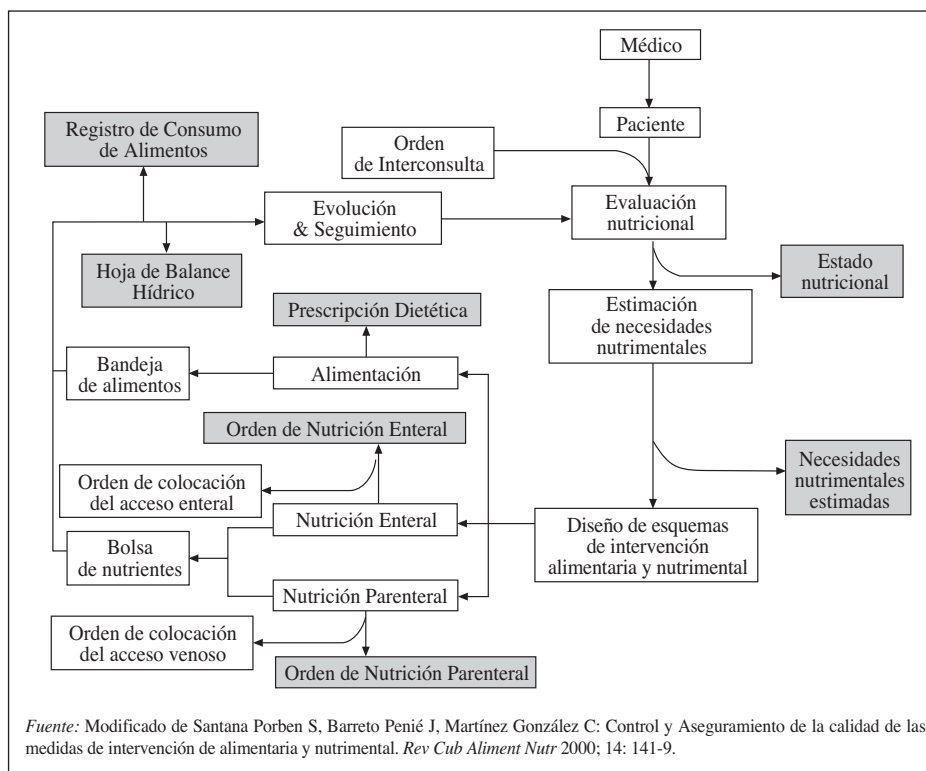 Médico
Paciente
Registro de Consumo
de Alimentos
Orden
de Interconsulta
Evolución
& Seguimiento
Evaluación
nutricional
Hoja de Balance
Hídrico
Estado
nutricional
Prescripción Dietética
Estimación
de necesidades
nutrimentales
Bandeja
de alimentos
Alimentación
Orden de Nutrición Enteral
Orden de colocación
del acceso enteral
Necesidades
nutrimentales
estimadas
Nutrición Enteral
Diseño de esquemas
de intervención
alimentaria y nutrimental
Bolsa
de nutrientes
Nutrición Parenteral
Orden de colocación
del acceso venoso
Orden de Nutrición Parenteral
Fuente: Modificado de Santana Porben S, Barreto Penié J, Martínez González C: Control y Aseguramiento de la calidad de las
medidas de intervención de alimentaria y nutrimental. Rev Cub Aliment Nutr 2000; 14: 141-9.